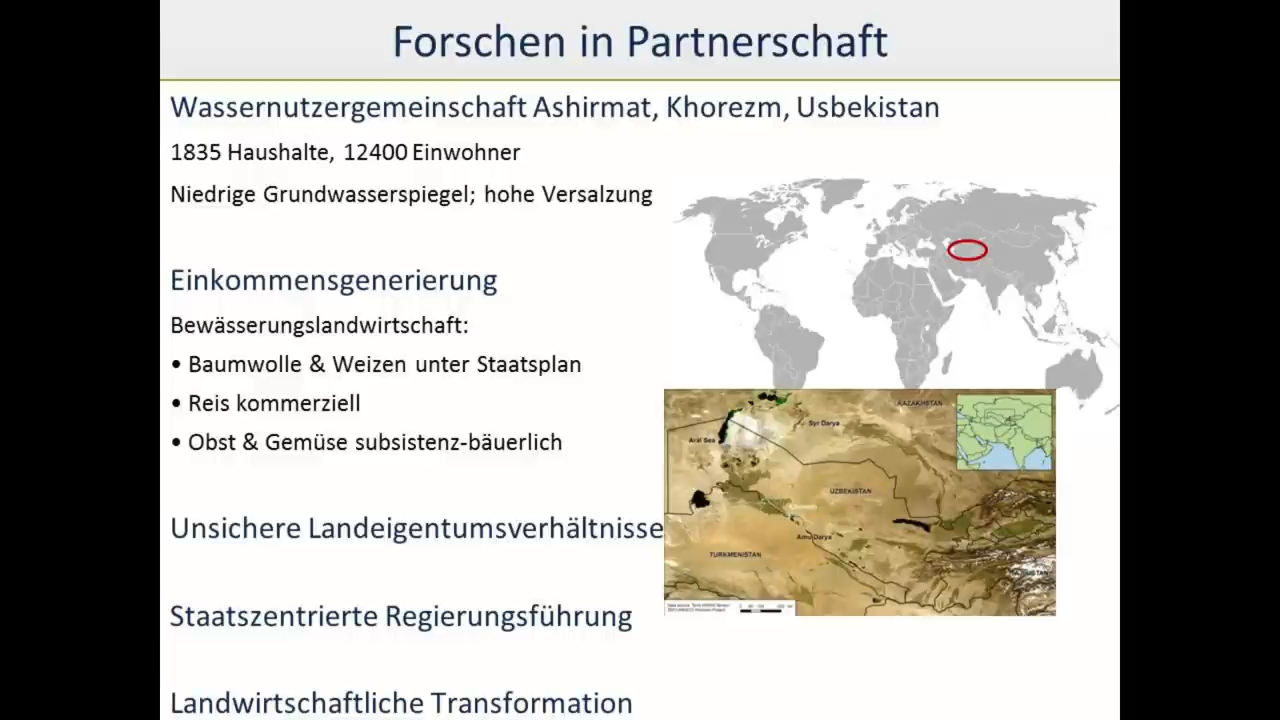 Forschen in Partnerschaft
Wassernutzergemeinschaft Ashirmat, Khorezm, Usbekistan
1835 Haushalte, 12400 Einwohner
Niedrige Grundwasserspiegel; hohe Versalzung
Einkommensgenerierung
Bewässerungslandwirtschaft:
• Baumwolle & Weizen unter Staatsplan
• Reis kommerziell
• Obst & Gemüse subsistenz-bäuerlich
Unsichere Landeigentumsverhältnisse
Staatszentrierte Regierungsführung
Landwirtschaftliche Transformation
KAZAKHSTAN
Syr Darya
Aral Sea
UZBEKISTAN
Amu Darya
TURKMENISTAN